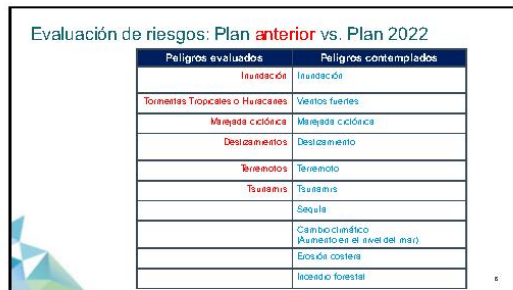 Evaluación de riesgos: Plan anterior vs. Plan 2022
Peligros evaluados Peligros contemplados
Inundación Inundación
Tormentas Tropicales o Huracanes Vientos fuertes
Marejada ciclónica Marejada ciclónica
Deslizamientos Deslizamiento
Terremotos Terremoto
Tsunamis Tsunamis
Sequía
Cambio climático
(Aumento en el nivel del mar)
Erosión costera
Incendio forestal